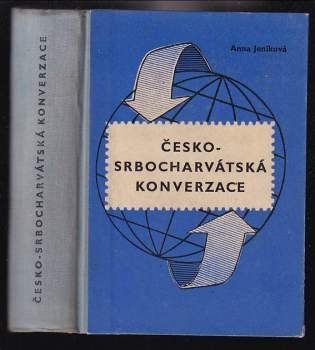 ČESKO-SRBOCHARVÁTSKÁ KONVERZACE
Anna Jeníková
ČESKO-
SRBOCHARVÁTSKÁ
KONVERZACE